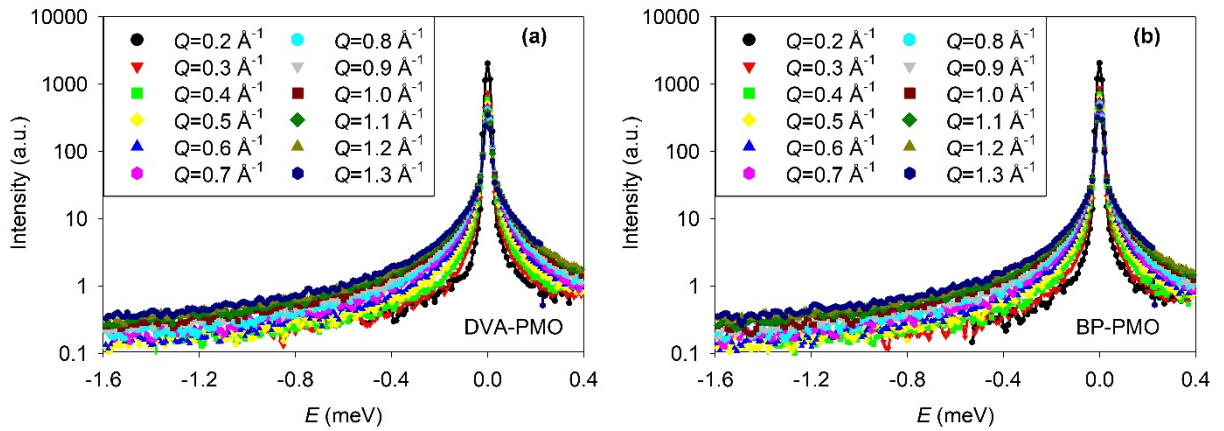 10000
1000
100
10
1
0.1
Intensity (a.u.)
(a)
Q=0.2 Å⁻¹ Q=0.8 Å⁻¹
Q=0.3 Å⁻¹ Q=0.9 Å⁻¹
Q=0.4 Å⁻¹ Q=1.0 Å⁻¹
Q=0.5 Å⁻¹ Q=1.1 Å⁻¹
Q=0.6 Å⁻¹ Q=1.2 Å⁻¹
Q=0.7 Å⁻¹ Q=1.3 Å⁻¹
DVA-PMO
-1.6 -1.2 -0.8 -0.4 0.0 0.4
E (meV)
10000
1000
100
10
1
0.1
Intensity (a.u.)
(b)
Q=0.2 Å⁻¹ Q=0.8 Å⁻¹
Q=0.3 Å⁻¹ Q=0.9 Å⁻¹
Q=0.4 Å⁻¹ Q=1.0 Å⁻¹
Q=0.5 Å⁻¹ Q=1.1 Å⁻¹
Q=0.6 Å⁻¹ Q=1.2 Å⁻¹
Q=0.7 Å⁻¹ Q=1.3 Å⁻¹
BP-PMO
-1.6 -1.2 -0.8 -0.4 0.0 0.4
E (meV)